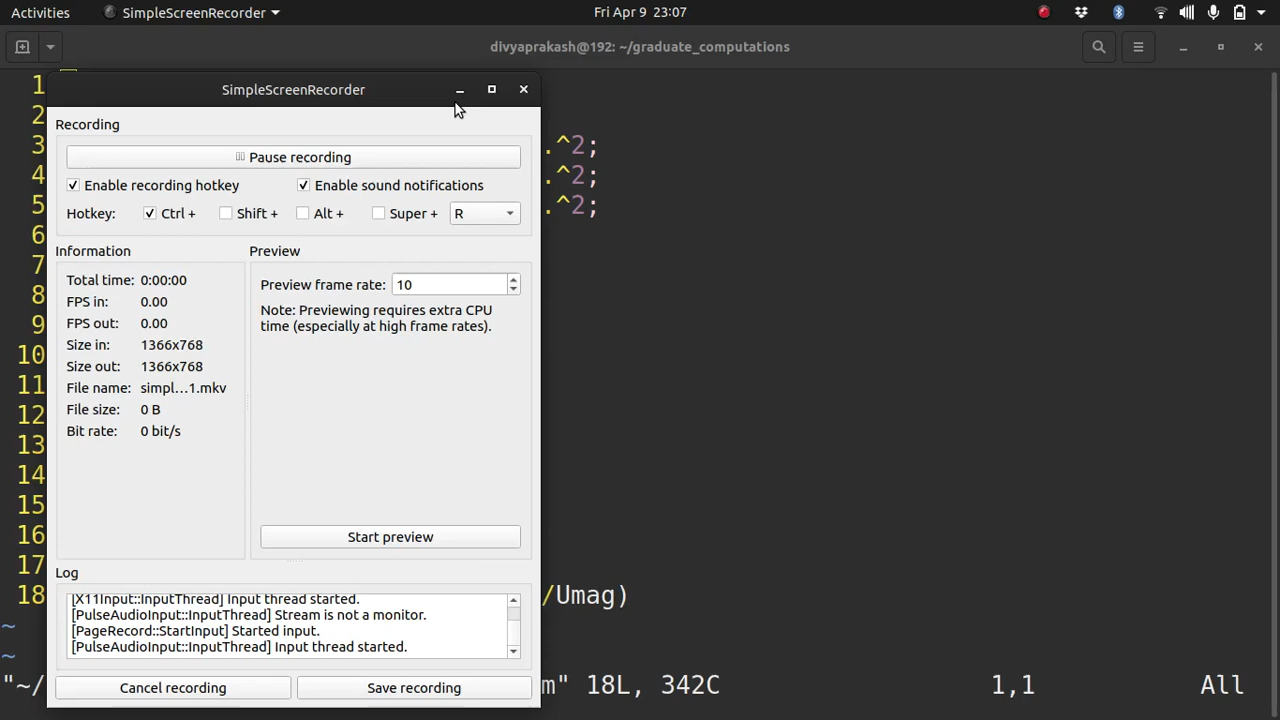 Activities SimpleScreenRecorder Fri Apr 9 23:07
divyaprakash@192: ~/graduate_computations
SimpleScreenRecorder
Recording
Pause recording
Enable recording hotkey Enable sound notifications
Hotkey: Ctrl + Shift + Alt + Super + R
Information Preview
Total time: 0:00:00
FPS in: 0.00
FPS out: 0.00
Size in: 1366x768
Size out: 1366x768
File name: simpl...1.mkv
File size: 0 B
Bit rate: 0 bit/s
Preview frame rate: 10
Note: Previewing requires extra CPU
time (especially at high frame rates).
Start preview
Log
[X11Input::InputThread] Input thread started.
[PulseAudioInput::InputThread] Stream is not a monitor.
[PageRecord::StartInput] Started input.
[PulseAudioInput::InputThread] Input thread started.
Cancel recording Save recording
1
2
3 .^2;
4 .^2;
5 .^2;
6
7
8
9
10
11
12
13
14
15
16
17
18 /Umag)
~
~
"~/ m" 18L, 342C 1,1 All